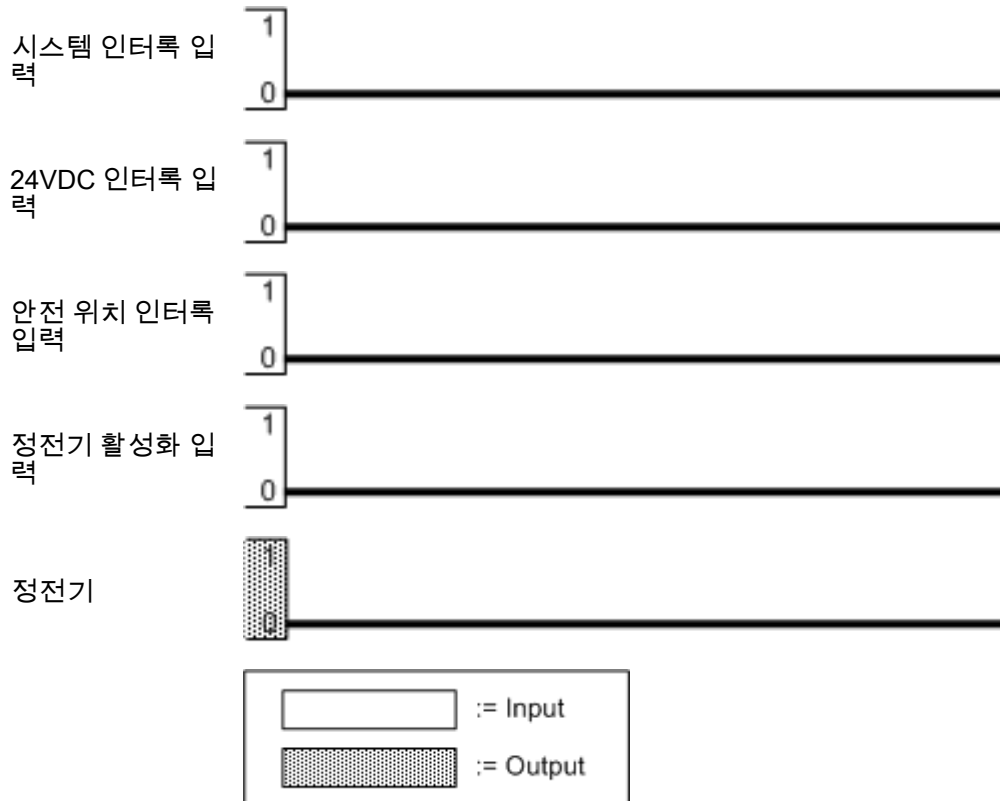 시스템 인터록 입
력
1
0
24VDC 인터록 입
력
1
0
안전 위치 인터록
입력
1
0
정전기 활성화 입
력
1
0
정전기
1
0
:= Input
:= Output